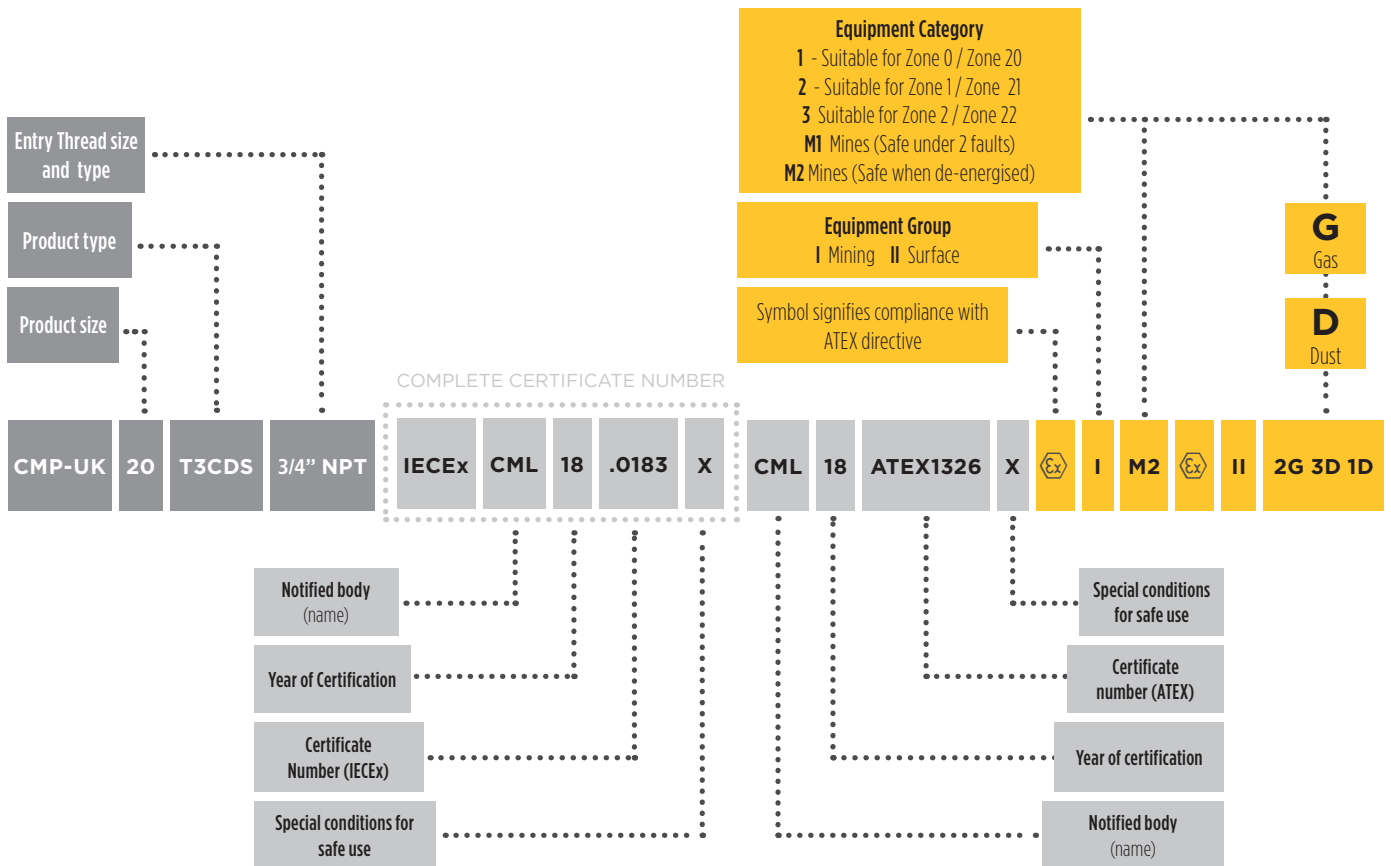 Equipment Category
1 - Suitable for Zone 0 / Zone 20
2 - Suitable for Zone 1 / Zone 21
3 Suitable for Zone 2 / Zone 22
M1 Mines (Safe under 2 faults)
M2 Mines (Safe when de-energised)
Entry Thread size
and type
Product type
Product size
Equipment Group
I Mining II Surface
Symbol signifies compliance with
ATEX directive
G
Gas
D
Dust
COMPLETE CERTIFICATE NUMBER
CMP-UK 20 T3CDS 3/4” NPT IECEx CML 18 .0183 X CML 18 ATEX1326 X Ex I M2 Ex II 2G 3D 1D
Notified body
(name)
Year of Certification
Certificate
Number (IECEx)
Special conditions for
safe use
Special conditions
for safe use
Certificate
number (ATEX)
Year of certification
Notified body
(name)